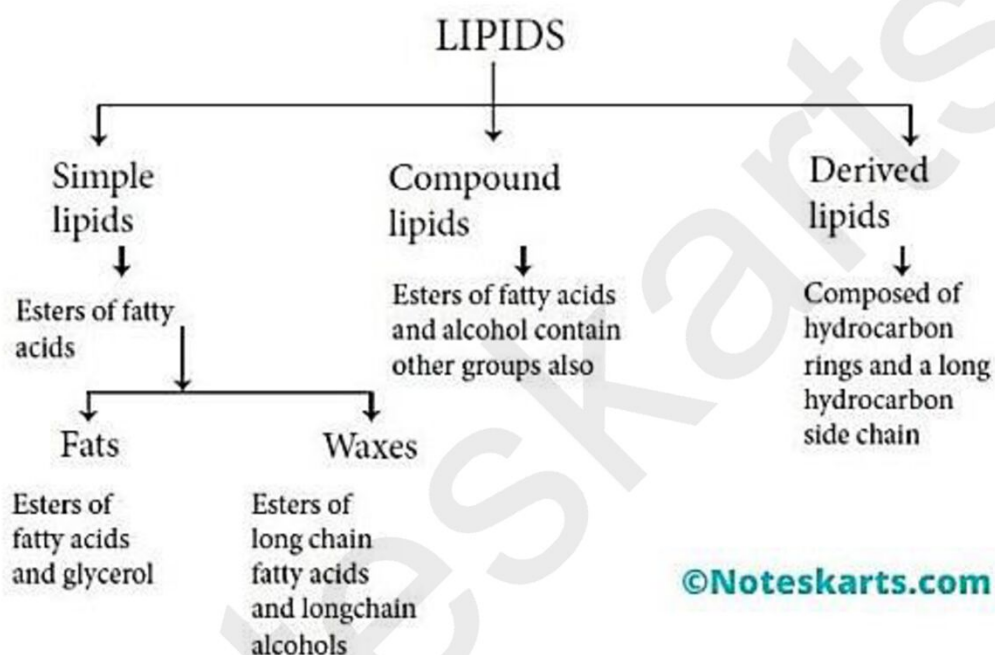 LIPIDS
Simple
lipids
Compound
lipids
Derived
lipids
Esters of fatty
acids
Esters of fatty acids
and alcohol contain
other groups also
Composed of
hydrocarbon
rings and a long
hydrocarbon
side chain
Fats
Waxes
Esters of
fatty acids
and glycerol
Esters of
long chain
fatty acids
and longchain
alcohols
©Noteskarts.com
teskarts